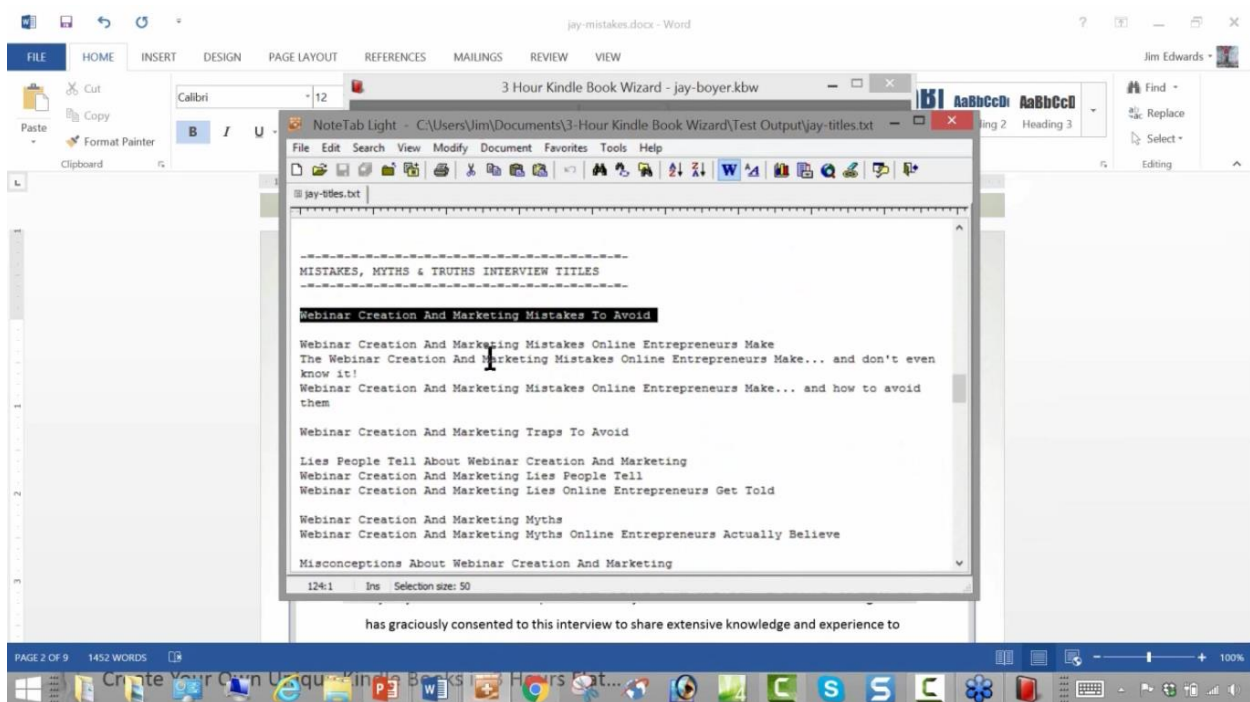 jay-mistakes.docx - Word
FILE HOME INSERT DESIGN PAGE LAYOUT REFERENCES MAILINGS REVIEW VIEW Jim Edwards
Cut
Copy
Format Painter
Paste
Clipboard
Calibri 12
B I U
3 Hour Kindle Book Wizard - jay-boyer.kbw
AaBbCcDt AaBbCcD
ling 2 Heading 3
Find
Replace
Select
Editing
NoteTab Light - C:\Users\Jim\Documents\3-Hour Kindle Book Wizard\Test Output\jay-titles.txt
File Edit Search View Modify Document Favorites Tools Help
jay-titles.txt
-=-=-=-=-=-=-=-=-=-=-=-=-=-=-=-=-=-=-
MISTAKES, MYTHS & TRUTHS INTERVIEW TITLES
-=-=-=-=-=-=-=-=-=-=-=-=-=-=-=-=-=-=-
Webinar Creation And Marketing Mistakes To Avoid
Webinar Creation And Marketing Mistakes Online Entrepreneurs Make
The Webinar Creation And Marketing Mistakes Online Entrepreneurs Make... and don't even
know it!
Webinar Creation And Marketing Mistakes Online Entrepreneurs Make... and how to avoid
them
Webinar Creation And Marketing Traps To Avoid
Lies People Tell About Webinar Creation And Marketing
Webinar Creation And Marketing Lies People Tell
Webinar Creation And Marketing Lies Online Entrepreneurs Get Told
Webinar Creation And Marketing Myths
Webinar Creation And Marketing Myths Online Entrepreneurs Actually Believe
Misconceptions About Webinar Creation And Marketing
124:1 Ins Selection size: 50
has graciously consented to this interview to share extensive knowledge and experience to
PAGE 2 OF 9 1452 WORDS 100%